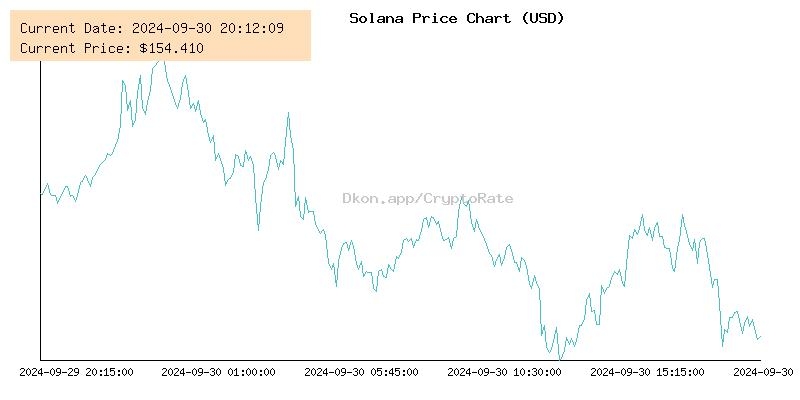 Solana Price Chart (USD)
Current Date: 2024-09-30 20:12:09
Current Price: $154.410
Dkon.app/CryptoRate
2024-09-29 20:15:00 2024-09-30 01:00:00 2024-09-30 05:45:00 2024-09-30 10:30:00 2024-09-30 15:15:00 2024-09-30